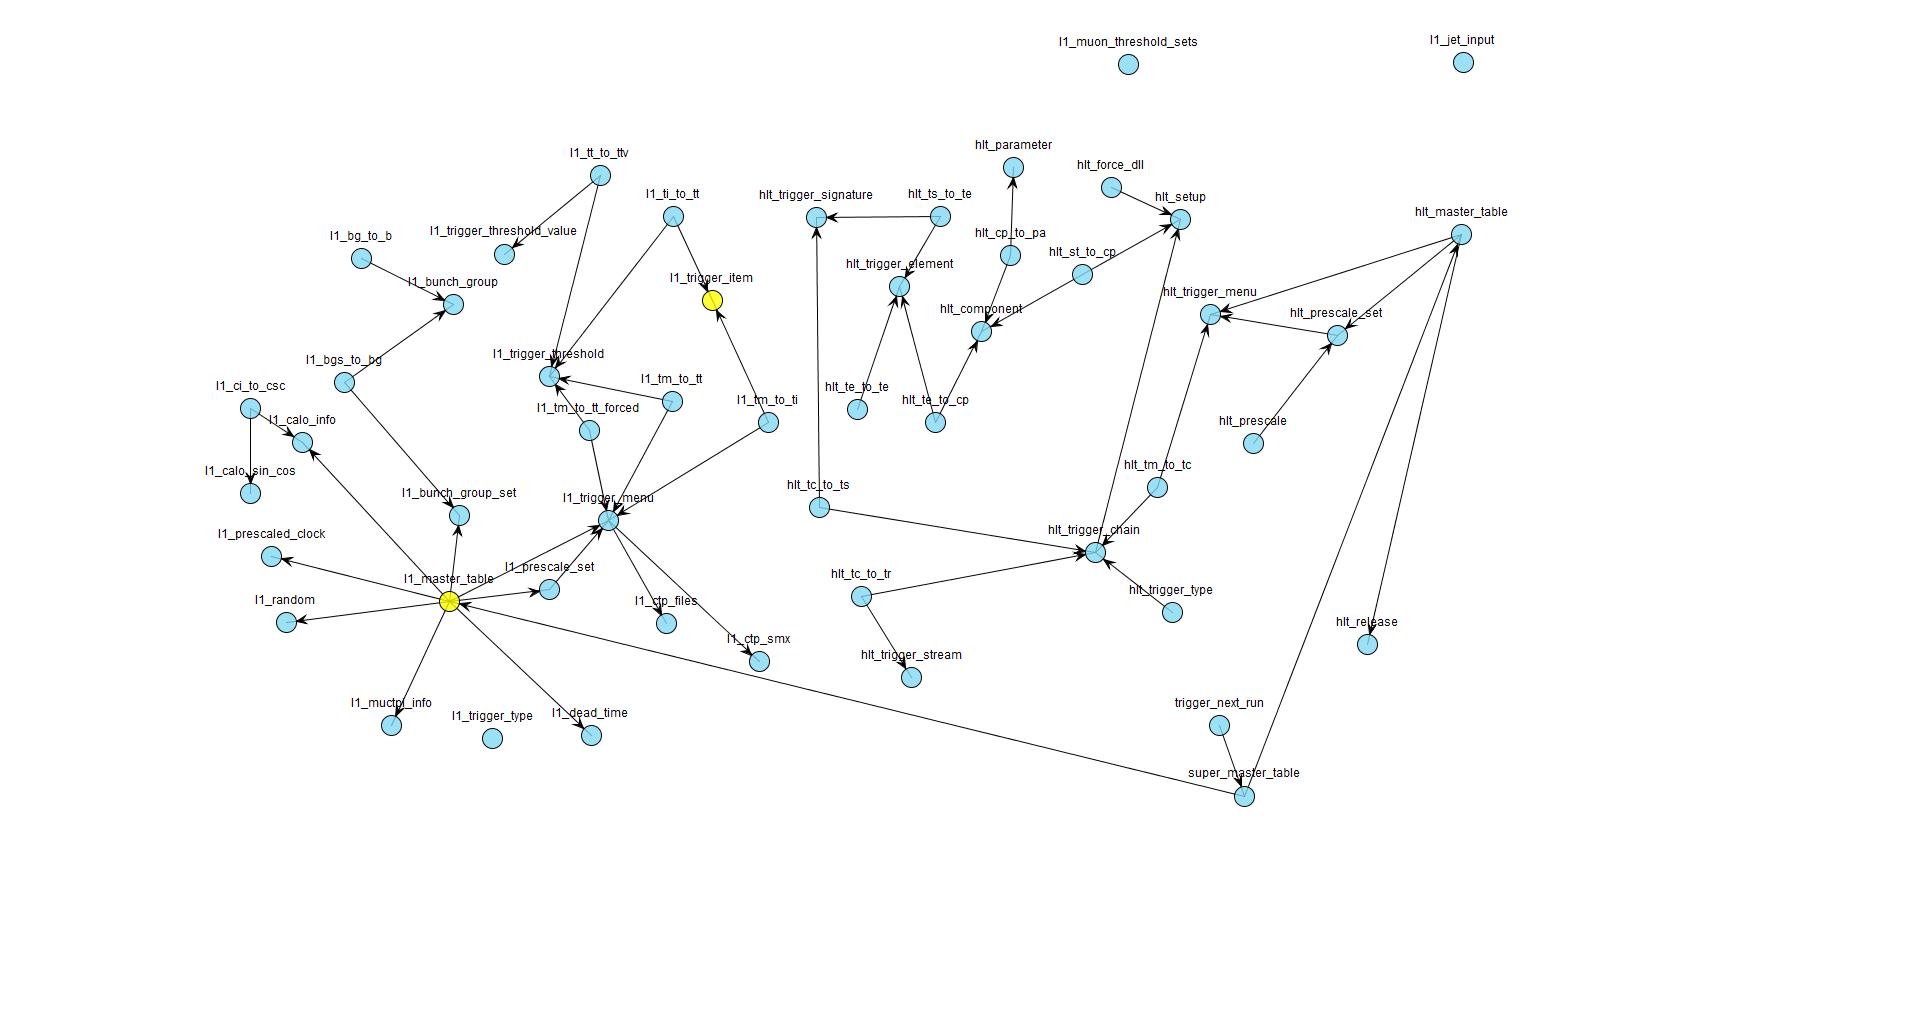 l1_jet_input
l1_muon_threshold_sets
hlt_parameter
l1_tt_to_ttv
hlt_force_dll
l1_ti_to_tt
hlt_trigger_signature
hlt_ts_to_te
hlt_setup
hlt_master_table
l1_bg_to_b
l1_trigger_threshold_value
hlt_cp_to_pa
hlt_st_to_cp
hlt_trigger_element
l1_bunch_group
l1_trigger_item
hlt_trigger_menu
hlt_component
hlt_prescale_set
l1_bgs_to_bg
l1_trigger_threshold
l1_ci_to_csc
l1_tm_to_tt
hlt_te_to_te
l1_tm_to_ti
hlt_te_to_cp
l1_tm_to_tt_forced
l1_calo_info
hlt_prescale
l1_calo_sin_cos
hlt_tm_to_tc
hlt_tc_to_ts
l1_bunch_group_set
l1_trigger_menu
l1_prescaled_clock
hlt_trigger_chain
l1_prescale_set
hlt_tc_to_tr
l1_master_table
hlt_trigger_type
l1_random
l1_ctp_files
hlt_release
l1_ctp_smx
hlt_trigger_stream
l1_muctpi_info
trigger_next_run
l1_trigger_type
l1_dead_time
super_master_table